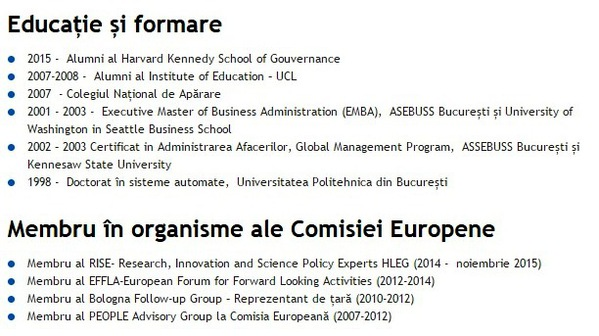 Educație și formare
2015 - Alumni al Harvard Kennedy School of Gouvernance
2007-2008 - Alumni al Institute of Education - UCL
2007 - Colegiul Național de Apărare
2001 - 2003 - Executive Master of Business Administration (EMBA), ASEBUSS București și University of
Washington in Seattle Business School
2002 - 2003 Certificat in Administrarea Afacerilor, Global Management Program, ASSEBUSS București și
Kennesaw State University
1998 - Doctorat în sisteme automate, Universitatea Politehnica din București
Membru în organisme ale Comisiei Europene
Membru al RISE- Research, Innovation and Science Policy Experts HLEG (2014 - noiembrie 2015)
Membru al EFFLA-European Forum for Forward Looking Activities (2012-2014)
Membru al Bologna Follow-up Group - Reprezentant de țară (2010-2012)
Membru al PEOPLE Advisory Group la Comisia Europeană (2007-2012)